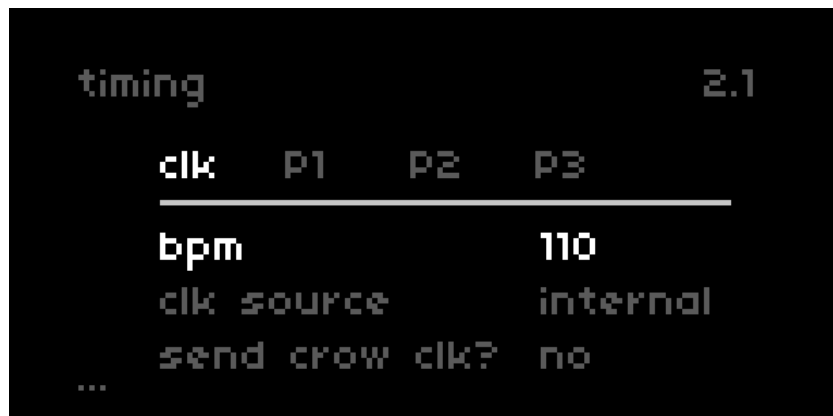 timing 2.1
clk P1 P2 P3
bpm 110
clk source internal
send crow clk? no
...